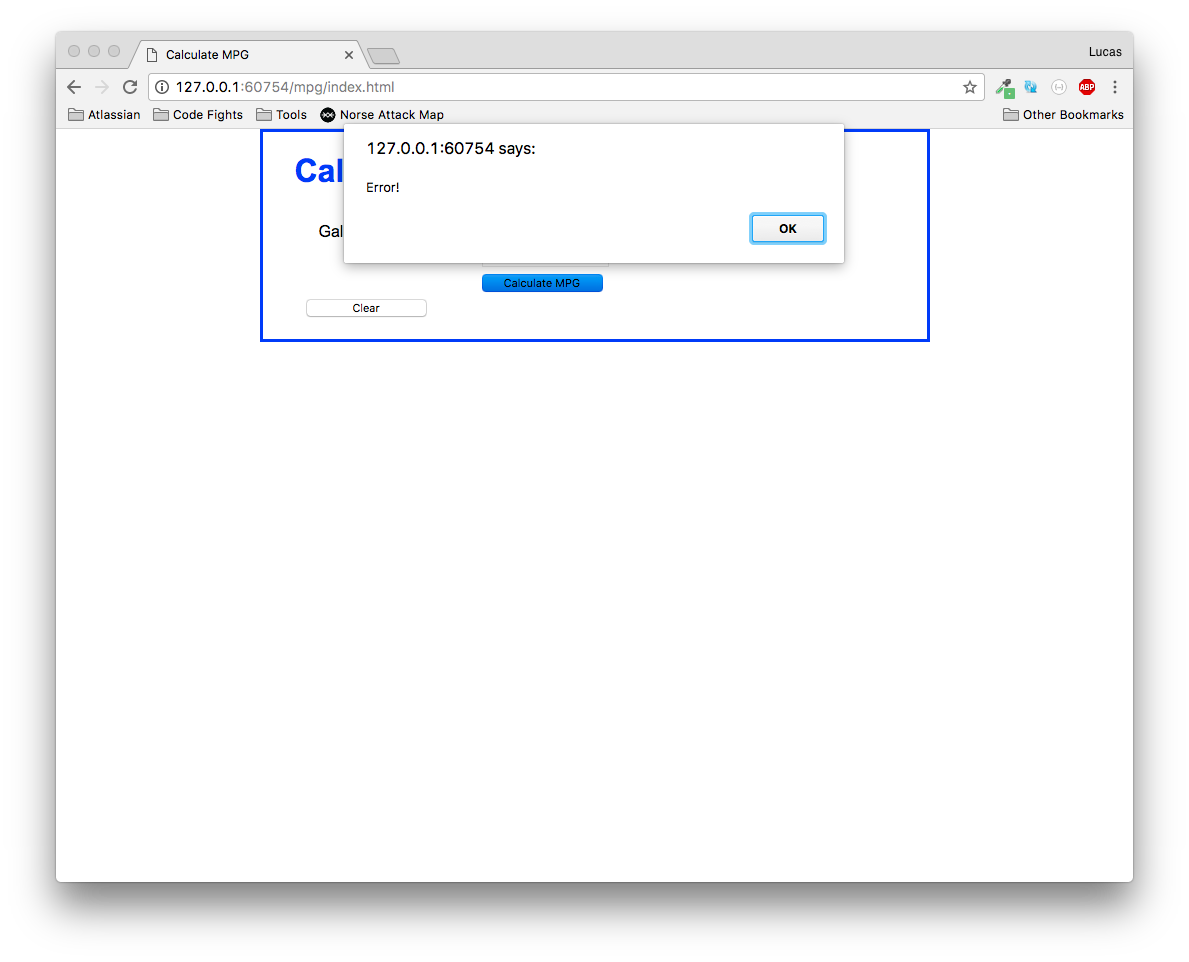 Calculate MPG
Lucas
127.0.0.1:60754/mpg/index.html
ABP
Atlassian Code Fights Tools Norse Attack Map Other Bookmarks
127.0.0.1:60754 says:
Cal
Error!
Gal
OK
Calculate MPG
Clear